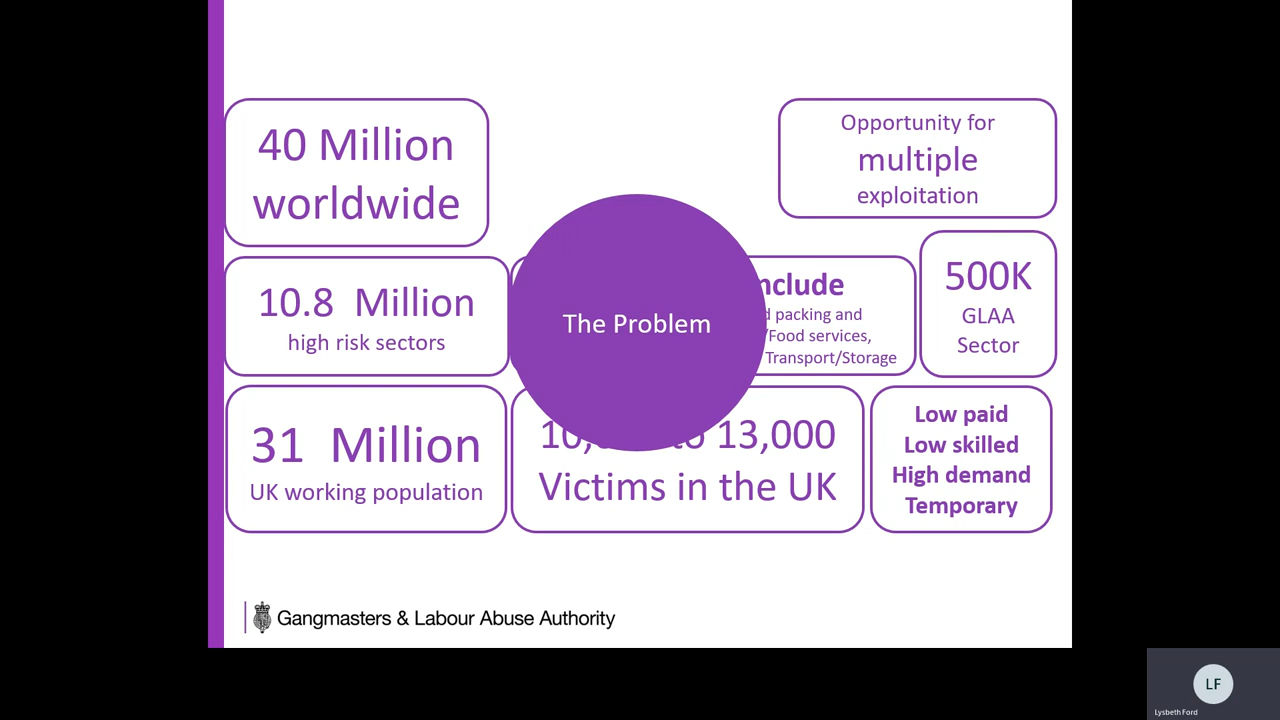 40 Million
worldwide
Opportunity for
multiple
exploitation
10.8 Million
high risk sectors
The Problem
packing and
/Food services,
Transport/Storage
500K
GLAA
Sector
31 Million
UK working population
13,000
Victims in the UK
Low paid
Low skilled
High demand
Temporary
Gangmasters & Labour Abuse Authority
LF
Lysbeth Ford